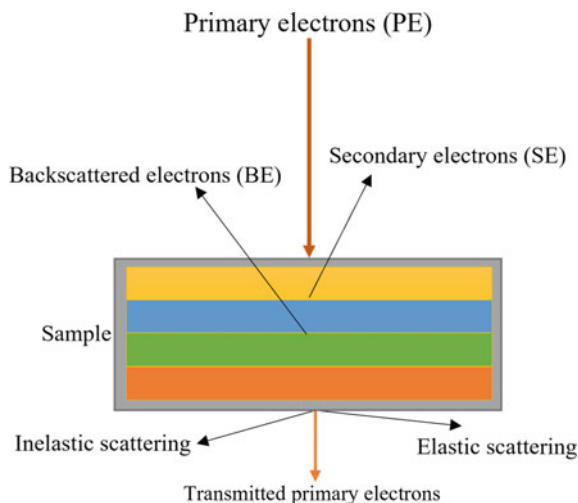 Primary electrons (PE)
Secondary electrons (SE)
Backscattered electrons (BE)
Sample
Inelastic scattering
Elastic scattering
Transmitted primary electrons